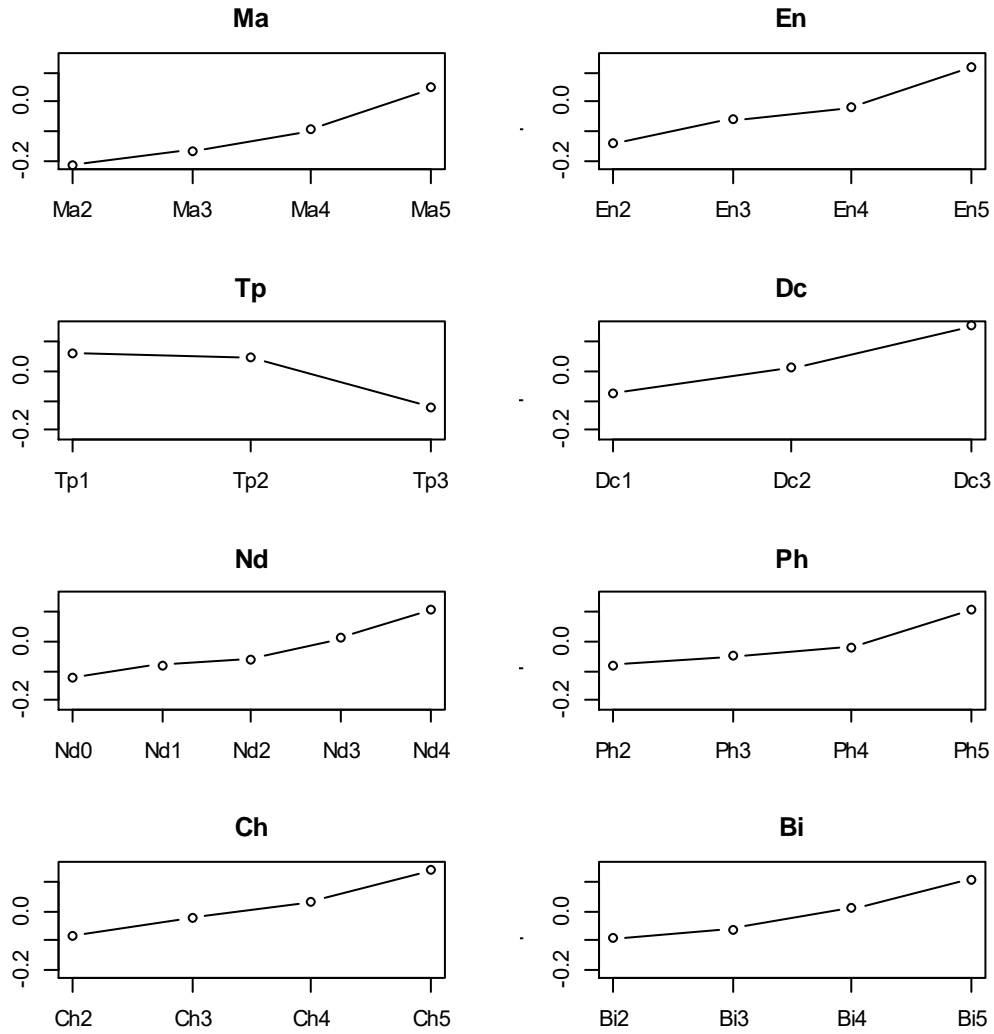 Ma
0.0
-0.2
Ma2 Ma3 Ma4 Ma5
En
0.0
-0.2
En2 En3 En4 En5
Tp
0.0
-0.2
Tp1 Tp2 Tp3
Dc
0.0
-0.2
Dc1 Dc2 Dc3
Nd
0.0
-0.2
Nd0 Nd1 Nd2 Nd3 Nd4
Ph
0.0
-0.2
Ph2 Ph3 Ph4 Ph5
Ch
0.0
-0.2
Ch2 Ch3 Ch4 Ch5
Bi
0.0
-0.2
Bi2 Bi3 Bi4 Bi5